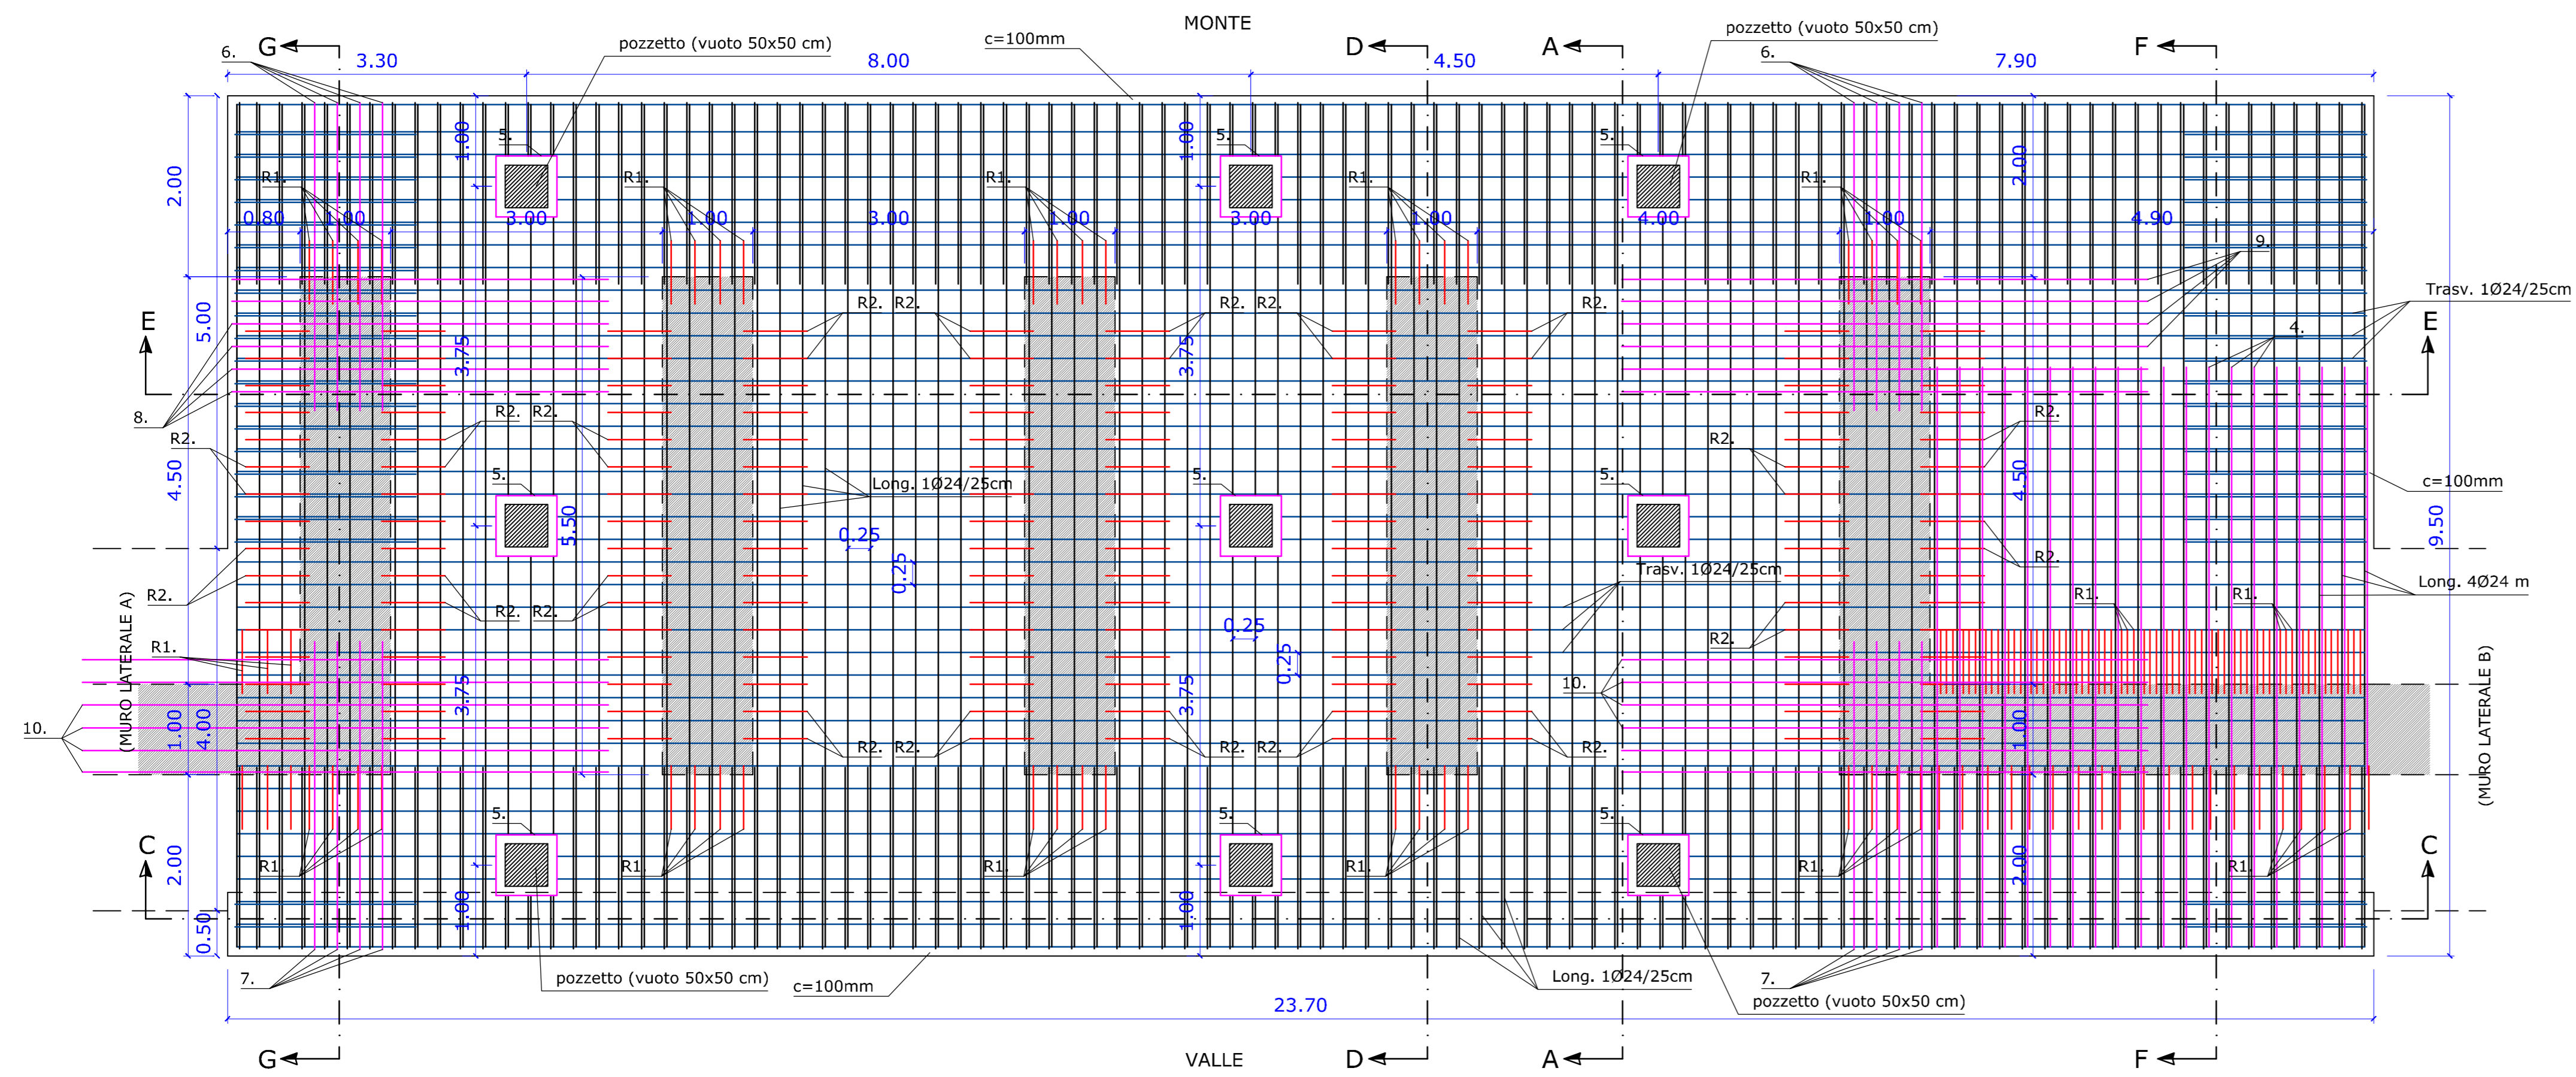 MONTE
G
D
A
F
6.
pozzetto (vuoto 50x50 cm)
c=100mm
pozzetto (vuoto 50x50 cm)
6.
3.30
8.00
4.50
7.90
1.00
5.
1.00
5.
5.
2.00
2.00
R1.
R1.
R1.
R1.
R1.
0.80
1.00
3.00
1.00
3.00
1.00
3.00
1.00
4.00
1.00
4.90
9.
Trasv. 1Ø24/25cm
E
5.00
R2.
R2.
R2.
R2.
R2.
4.
E
3.75
3.75
8.
R2.
R2.
R2.
R2.
R2.
4.50
5.
Long. 1Ø24/25cm
5.
5.
4.50
c=100mm
5.50
0.25
9.50
0.25
R2.
Trasv. 1Ø24/25cm
Long. 4Ø24 m
R2.
R2.
R2.
R1.
R1.
0.25
R2.
(MURO LATERALE A)
R1.
0.25
10.
3.75
3.75
(MURO LATERALE B)
10.
1.00
4.00
1.00
R2.
R2.
R2.
R2.
R2.
5.
5.
5.
C
2.00
R1.
R1.
R1.
R1.
R1.
2.00
R1.
C
0.50
1.00
1.00
7.
pozzetto (vuoto 50x50 cm)
c=100mm
Long. 1Ø24/25cm
7.
pozzetto (vuoto 50x50 cm)
23.70
G
VALLE
D
A
F